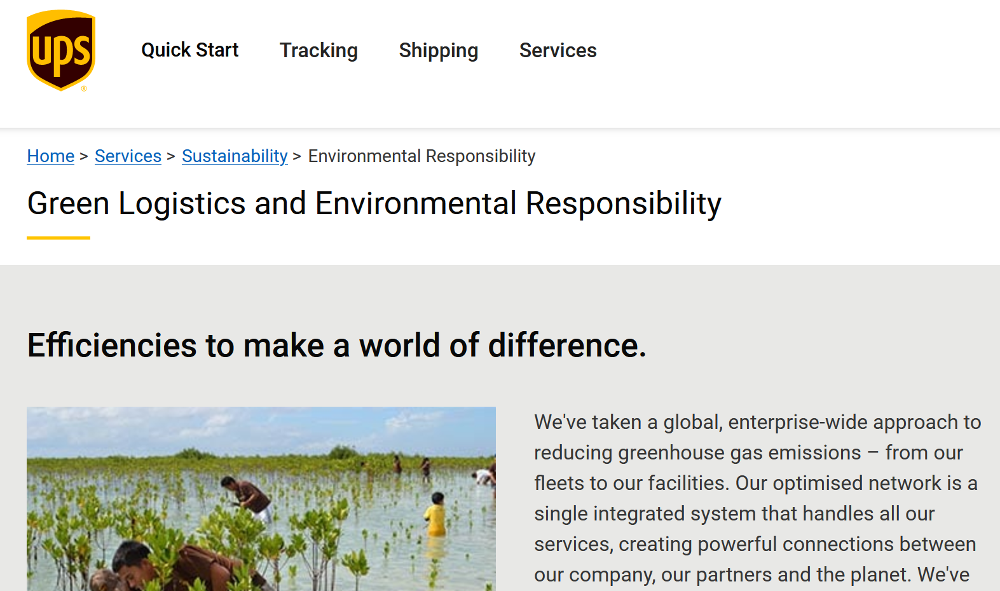 ups
®
Quick Start Tracking Shipping Services
Home > Services > Sustainability > Environmental Responsibility
Green Logistics and Environmental Responsibility
Efficiencies to make a world of difference.
We've taken a global, enterprise-wide approach to
reducing greenhouse gas emissions – from our
fleets to our facilities. Our optimised network is a
single integrated system that handles all our
services, creating powerful connections between
our company, our partners and the planet. We've